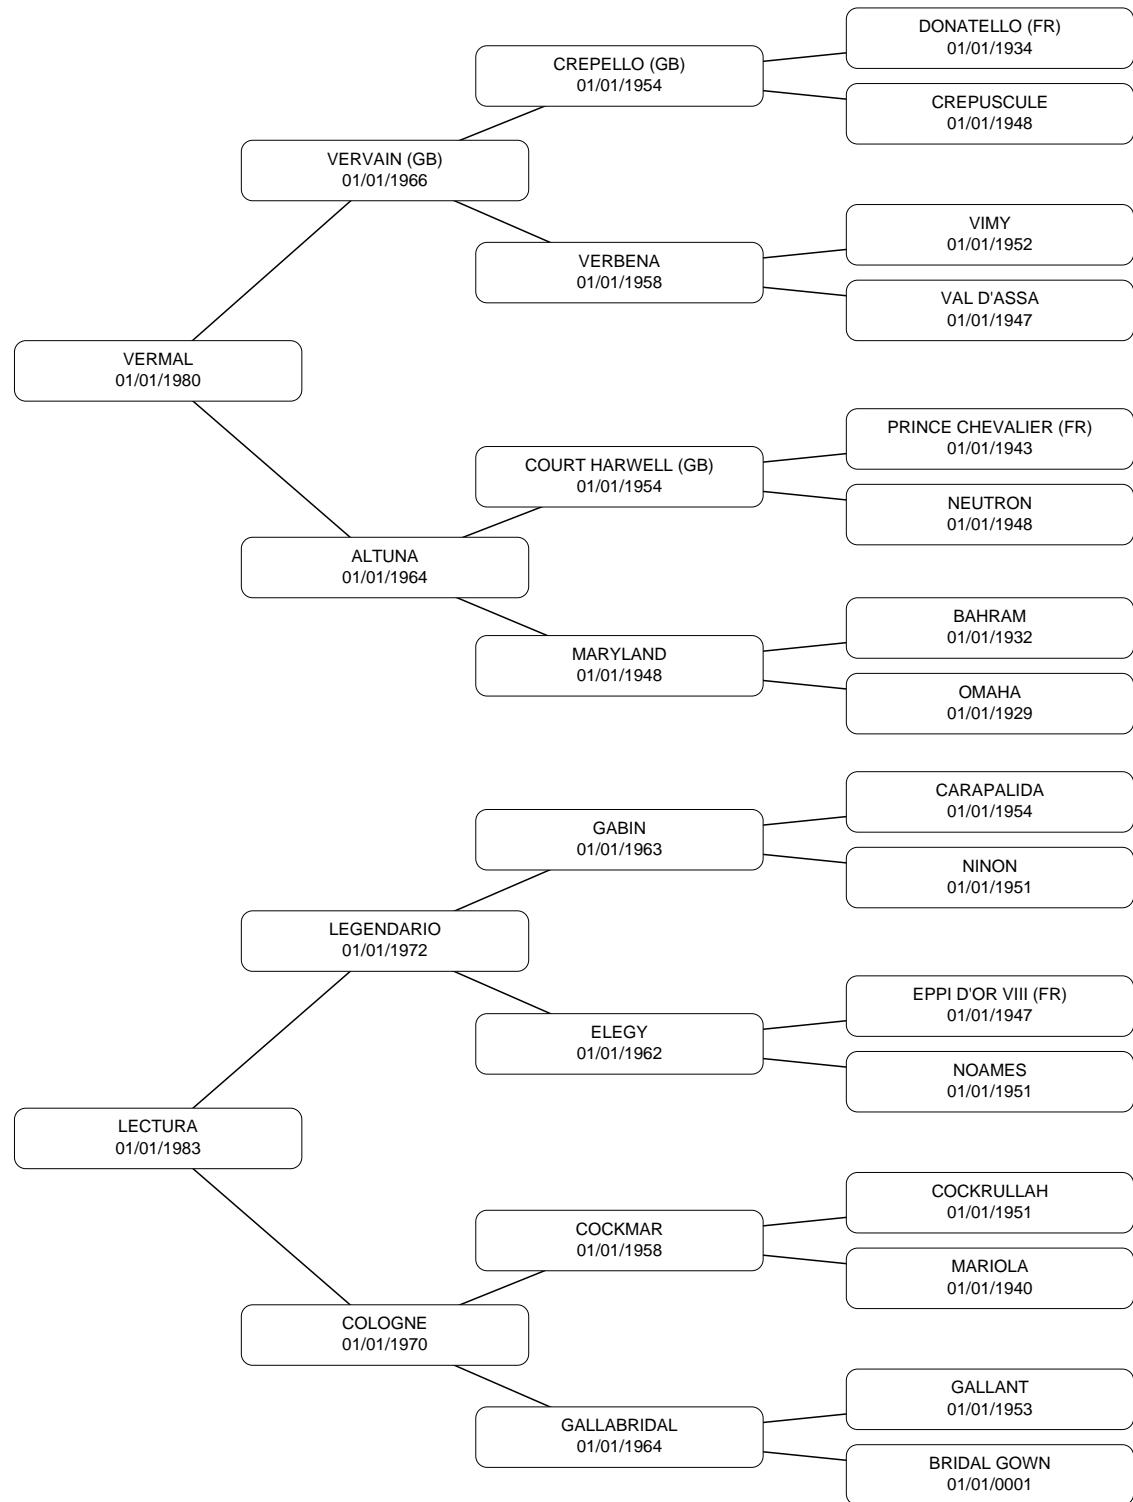 DONATELLO (FR)
01/01/1934
CREPELLO (GB)
01/01/1954
CREPUSCULE
01/01/1948
VERVAIN (GB)
01/01/1966
VIMY
01/01/1952
VERBENA
01/01/1958
VAL D'ASSA
01/01/1947
VERMAL
01/01/1980
PRINCE CHEVALIER (FR)
01/01/1943
COURT HARWELL (GB)
01/01/1954
NEUTRON
01/01/1948
ALTUNA
01/01/1964
BAHRAM
01/01/1932
MARYLAND
01/01/1948
OMAHA
01/01/1929
CARAPALIDA
01/01/1954
GABIN
01/01/1963
NINON
01/01/1951
LEGENDARIO
01/01/1972
EPPI D'OR VIII (FR)
01/01/1947
ELEGY
01/01/1962
NOAMES
01/01/1951
LECTURA
01/01/1983
COCKRULLAH
01/01/1951
COCKMAR
01/01/1958
MARIOLA
01/01/1940
COLOGNE
01/01/1970
GALLANT
01/01/1953
GALLABRIDAL
01/01/1964
BRIDAL GOWN
01/01/0001